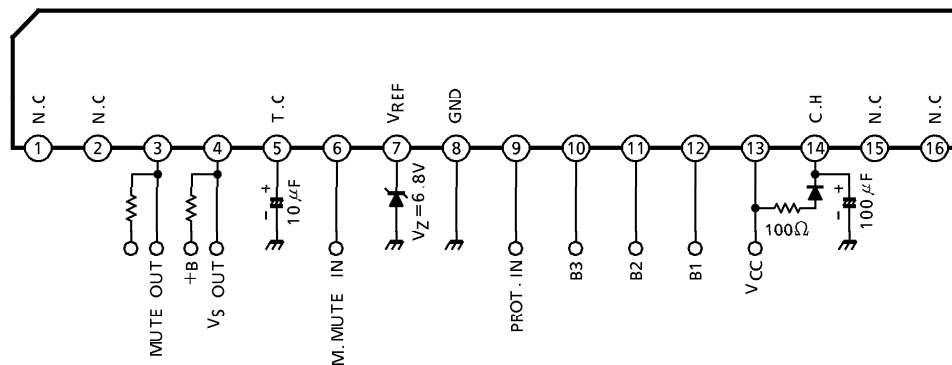 N.C
N.C
T.C
VREF
GND
C.H
N.C
N.C
1
2
3
4
5
6
7
8
9
10
11
12
13
14
15
16
MUTE OUT
+B
VS OUT
+
-
10μF
M.MUTE IN
VZ=6.8V
PROT.IN
B3
B2
B1
VCC
100Ω
+
-
100μF